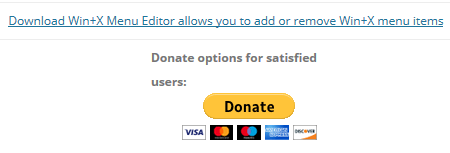 Download Win+X Menu Editor allows you to add or remove Win+X menu items
Donate options for satisfied
users:
Donate
VISA
DISCOVER